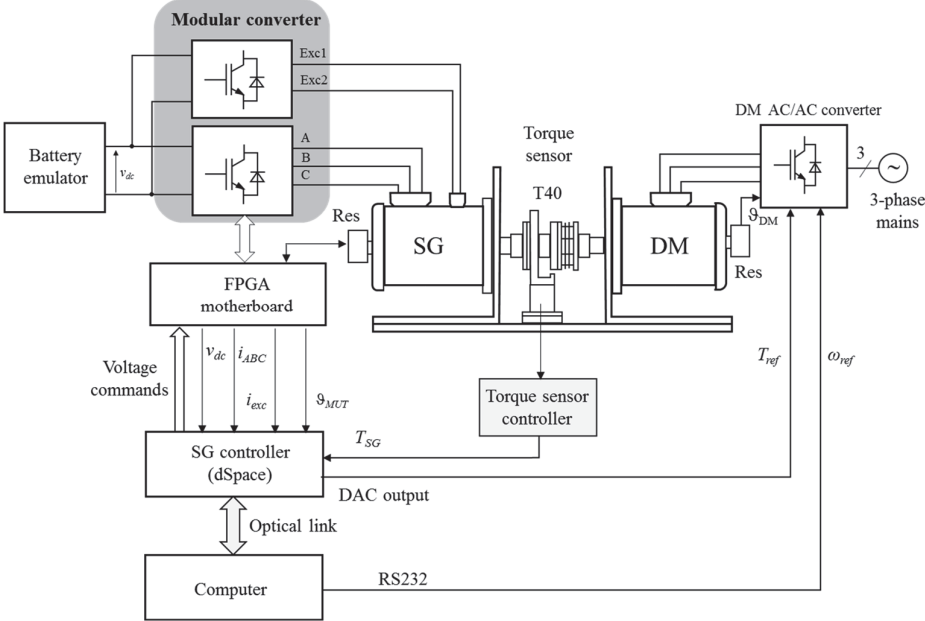 Modular converter
Exc1
Exc2
A
B
C
Battery
emulator
v_dc
Torque
sensor
T40
DM AC/AC converter
3
~
3-phase
mains
ϑ_DM
Res
SG
DM
Res
FPGA
motherboard
Voltage
commands
v_dc
i_ABC
i_exc
ϑ_MUT
T_ref
ω_ref
Torque sensor
controller
T_SG
SG controller
(dSpace)
DAC output
Optical link
Computer
RS232